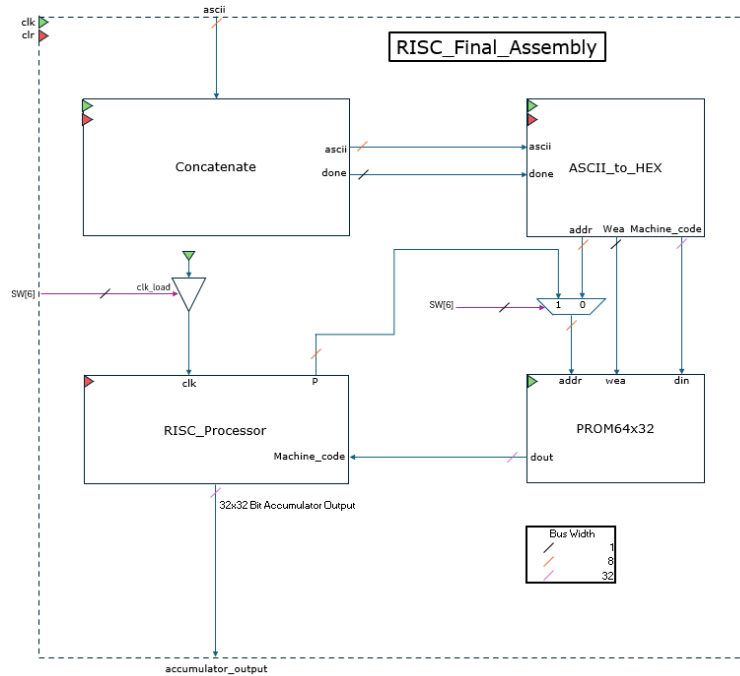 ascii
clk
clr
RISC_Final_Assembly
Concatenate
ascii
done
ascii
done
ASCII_to_HEX
addr Wea Machine_code
SW[6]
clk_load
SW[6]
1 0
clk
P
RISC_Processor
Machine_code
addr wea din
PROM64x32
dout
32x32 Bit Accumulator Output
Bus Width
1
8
32
accumulator_output